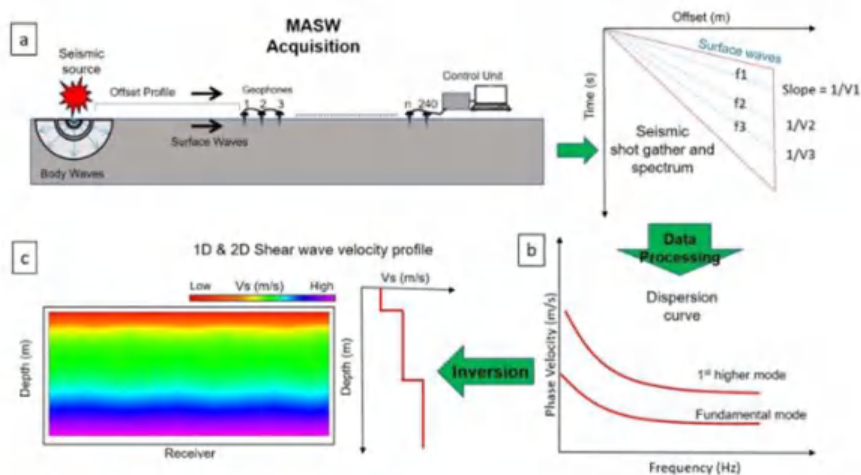 a
MASW
Acquisition
Seismic
source
Offset Profile
Geophones
1 2 3
n 240
Control Unit
Surface Waves
Body Waves
Offset (m)
Time (s)
Surface waves
f1
f2
f3
Slope = 1/V1
1/V2
1/V3
Seismic
shot gather and
spectrum
Data
Processing
b
Dispersion
curve
Phase Velocity (m/s)
1st higher mode
Fundamental mode
Frequency (Hz)
Inversion
c
1D & 2D Shear wave velocity profile
Low Vs (m/s) High
Depth (m)
Receiver
Vs (m/s)
Depth (m)